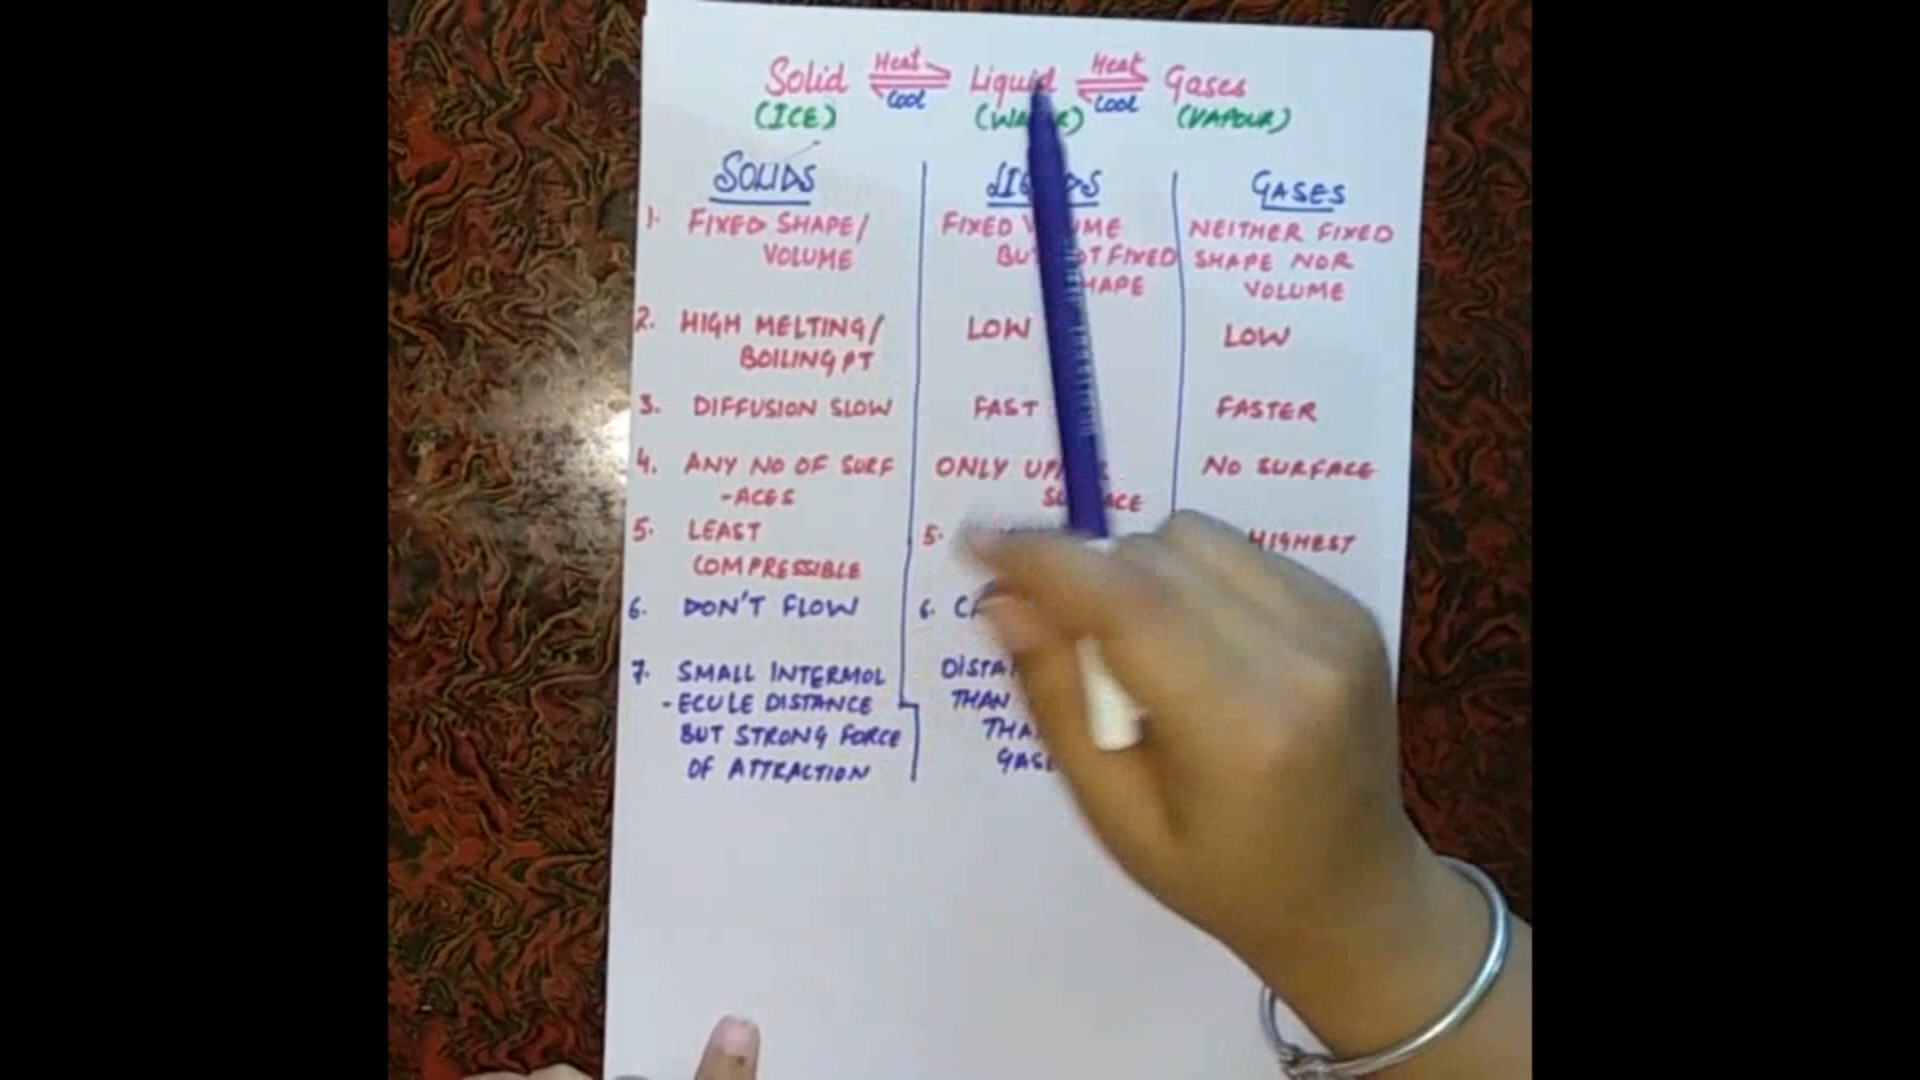 Solid Heat Cool Liquid Heat Cool Gases
(ICE) (VAPOUR)
SOLIDS
1. FIXED SHAPE/
VOLUME
2. HIGH MELTING/
BOILING PT
3. DIFFUSION SLOW
4. ANY NO OF SURF
-ACES
5. LEAST
COMPRESSIBLE
6. DON'T FLOW
7. SMALL INTERMOL
-ECULE DISTANCE
BUT STRONG FORCE
OF ATTRACTION
FIXED
FIXED
LOW
FAST
ONLY
5.
6.
THAN
GASES
NEITHER FIXED
SHAPE NOR
VOLUME
LOW
FASTER
NO SURFACE
HIGHEST